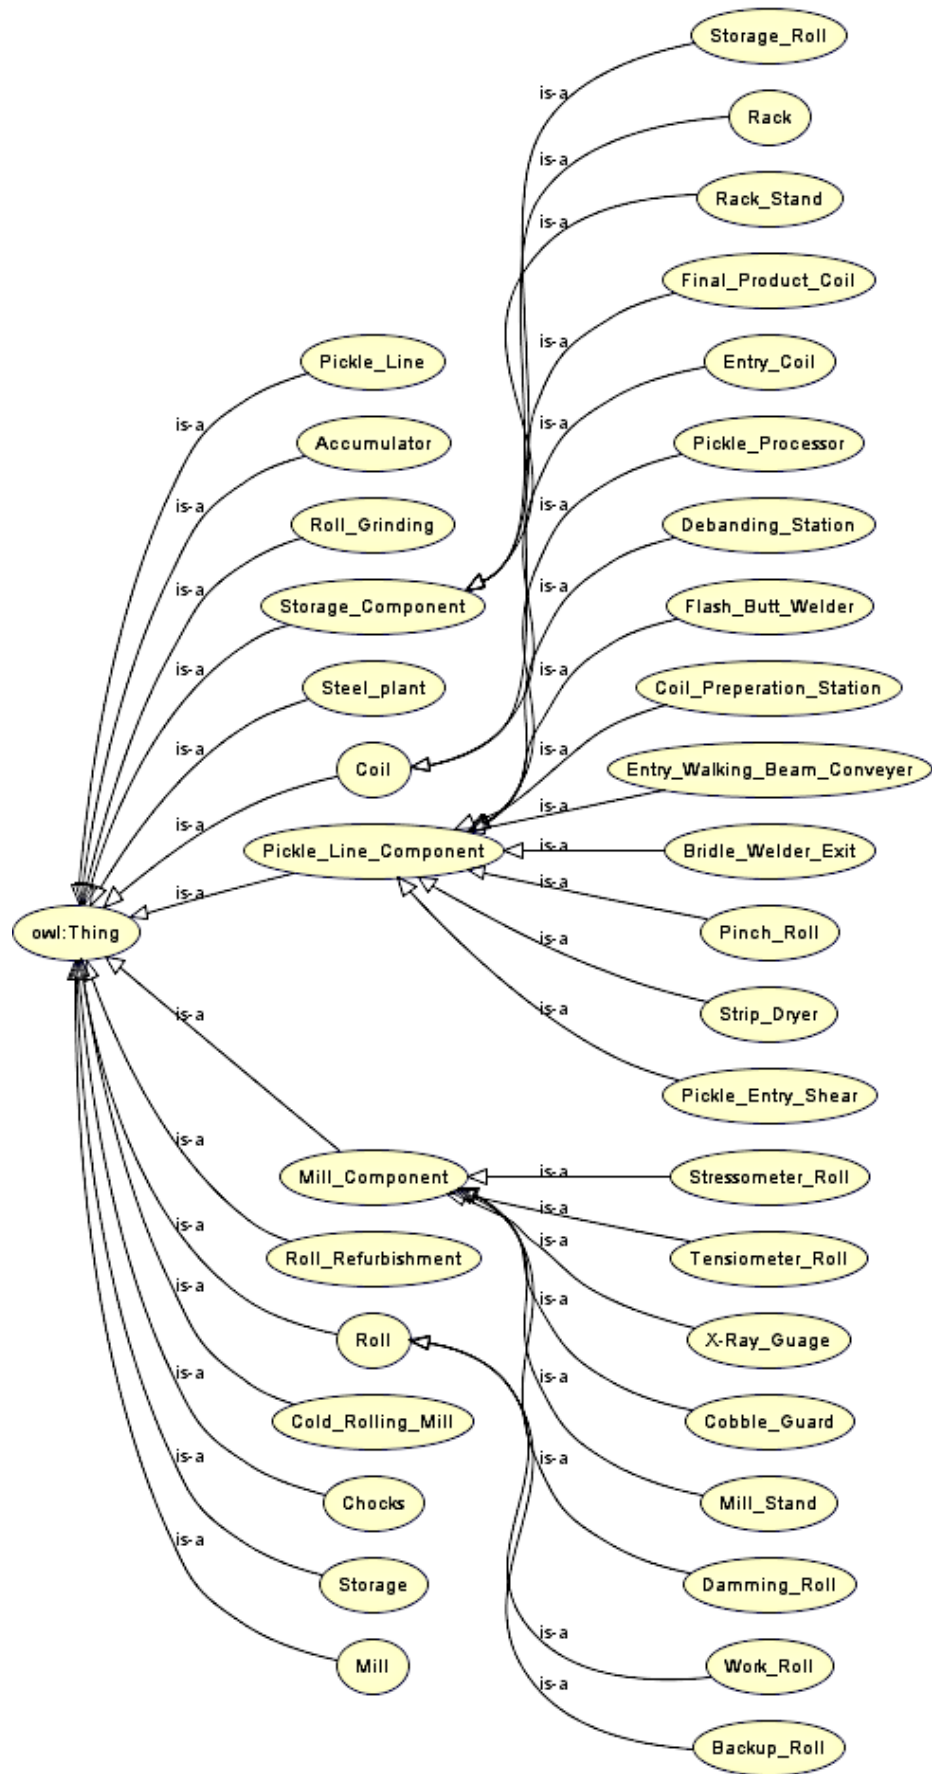 Storage_Roll
is-a
Rack
is-a
Rack_Stand
is-a
Final_Product_Coil
is-a
Pickle_Line
Entry_Coil
is-a
is-a
Accumulator
Pickle_Processor
is-a
is-a
Roll_Grinding
Debanding_Station
is-a
is-a
Storage_Component
Flash_Butt_Welder
is-a
is-a
Steel_plant
Coil_Preperation_Station
is-a
is-a
Coil
Entry_Walking_Beam_Conveyer
is-a
is-a
Pickle_Line_Component
is-a
Bridle_Welder_Exit
is-a
is-a
owl:Thing
Pinch_Roll
is-a
is-a
Strip_Dryer
is-a
Pickle_Entry_Shear
is-a
Mill_Component
is-a
Stressometer_Roll
is-a
is-a
Roll_Refurbishment
is-a
Tensiometer_Roll
is-a
is-a
Roll
X-Ray_Guage
is-a
is-a
Cold_Rolling_Mill
Cobble_Guard
is-a
is-a
Chocks
Mill_Stand
is-a
is-a
Storage
Damming_Roll
is-a
is-a
Mill
Work_Roll
is-a
Backup_Roll